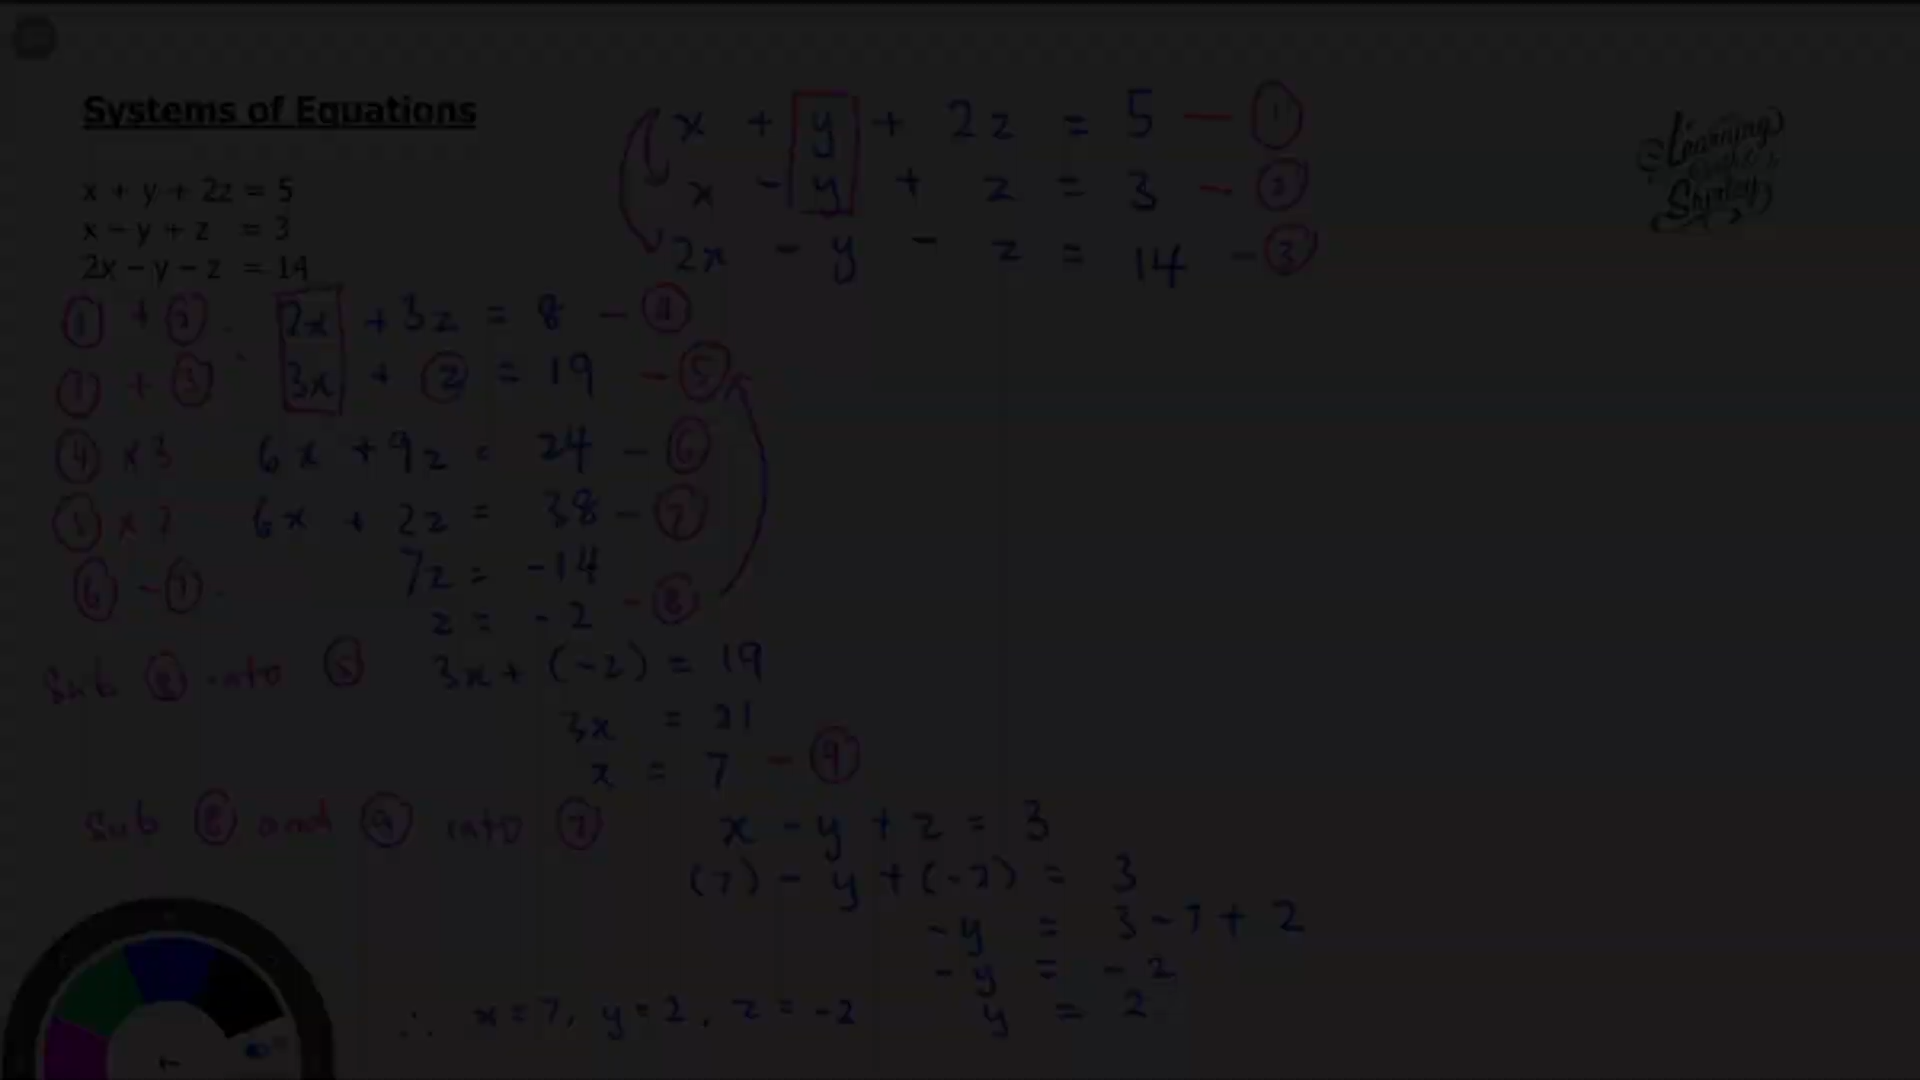 Systems of Equations
x + y + 2z = 5
x – y + z = 3
2x – y – z = 14
x + y + 2z = 5 — ①
x - y + z = 3 — ②
2x - y - z = 14 - ③
① + ② 2x + 3z = 8 - ④
① + ③ 3x + z = 19 - ⑤
④ x 3 6x + 9z = 24 - ⑥
⑤ x 2 6x + 2z = 38 - ⑦
⑥ - ⑦ 7z = -14
z = -2 - ⑧
Sub ⑧ into ⑤ 3x + (-2) = 19
3x = 21
x = 7 - ⑨
Sub ⑧ and ⑨ into ② x - y + z = 3
(7) - y + (-2) = 3
-y = 3 - 7 + 2
-y = -2
y = 2
∴ x = 7, y = 2, z = -2
Learning
Shirley